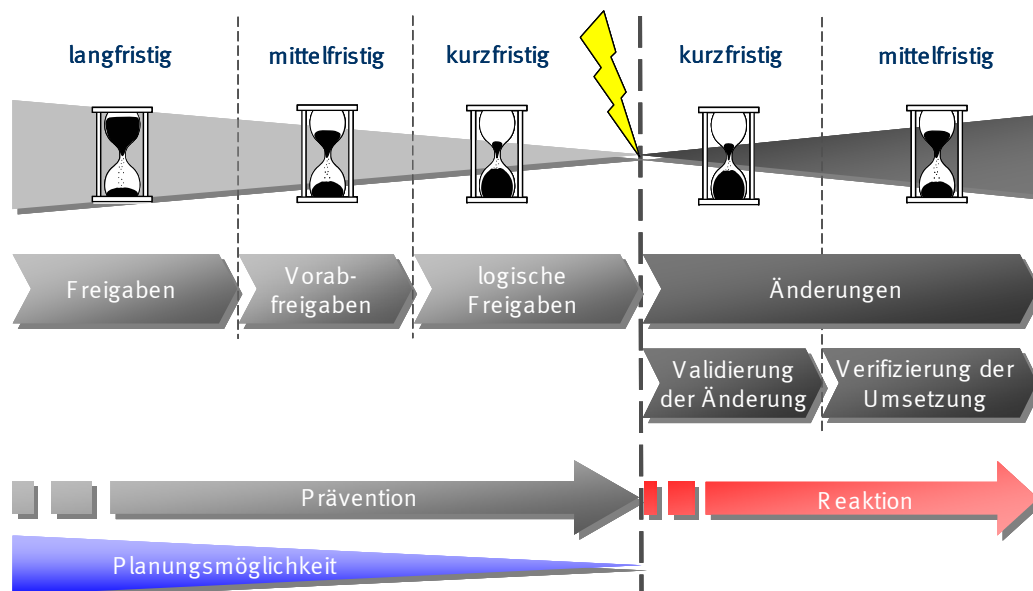 langfristig
mittelfristig
kurzfristig
kurzfristig
mittelfristig
Freigaben
Vorab-
freigaben
logische
Freigaben
Änderungen
Validierung
der Änderung
Verifizierung der
Umsetzung
Prävention
Reaktion
Planungsmöglichkeit